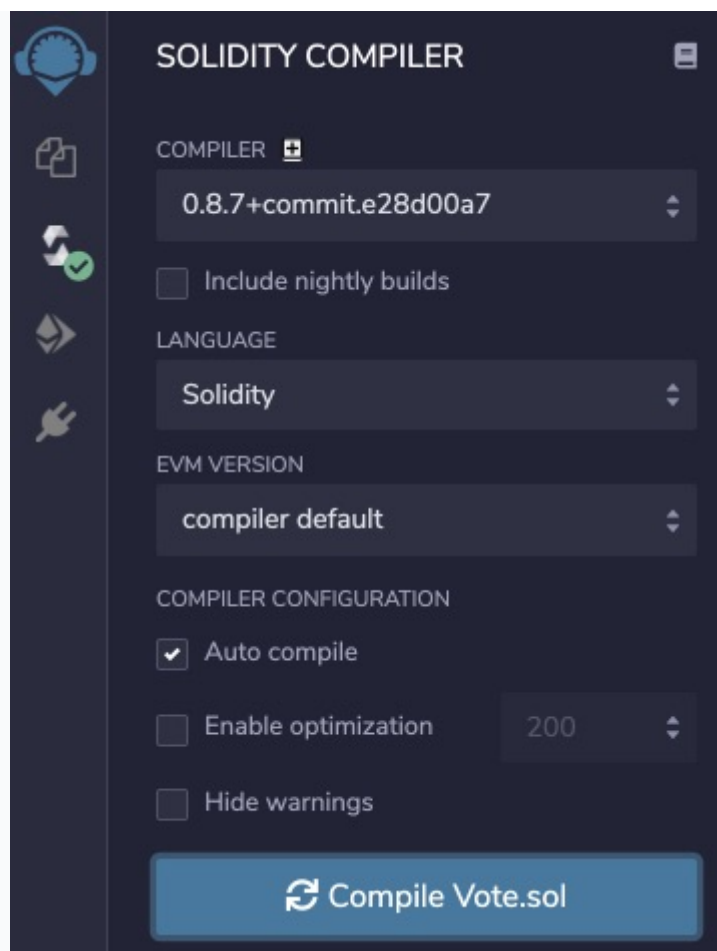 SOLIDITY COMPILER
COMPILER
0.8.7+commit.e28d00a7
Include nightly builds
LANGUAGE
Solidity
EVM VERSION
compiler default
COMPILER CONFIGURATION
Auto compile
Enable optimization 200
Hide warnings
Compile Vote.sol